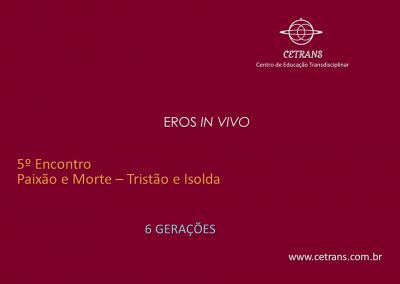 CETRANS
Centro de Educação Transdisciplinar
EROS IN VIVO
5º Encontro
Paixão e Morte – Tristão e Isolda
6 GERAÇÕES
www.cetrans.com.br